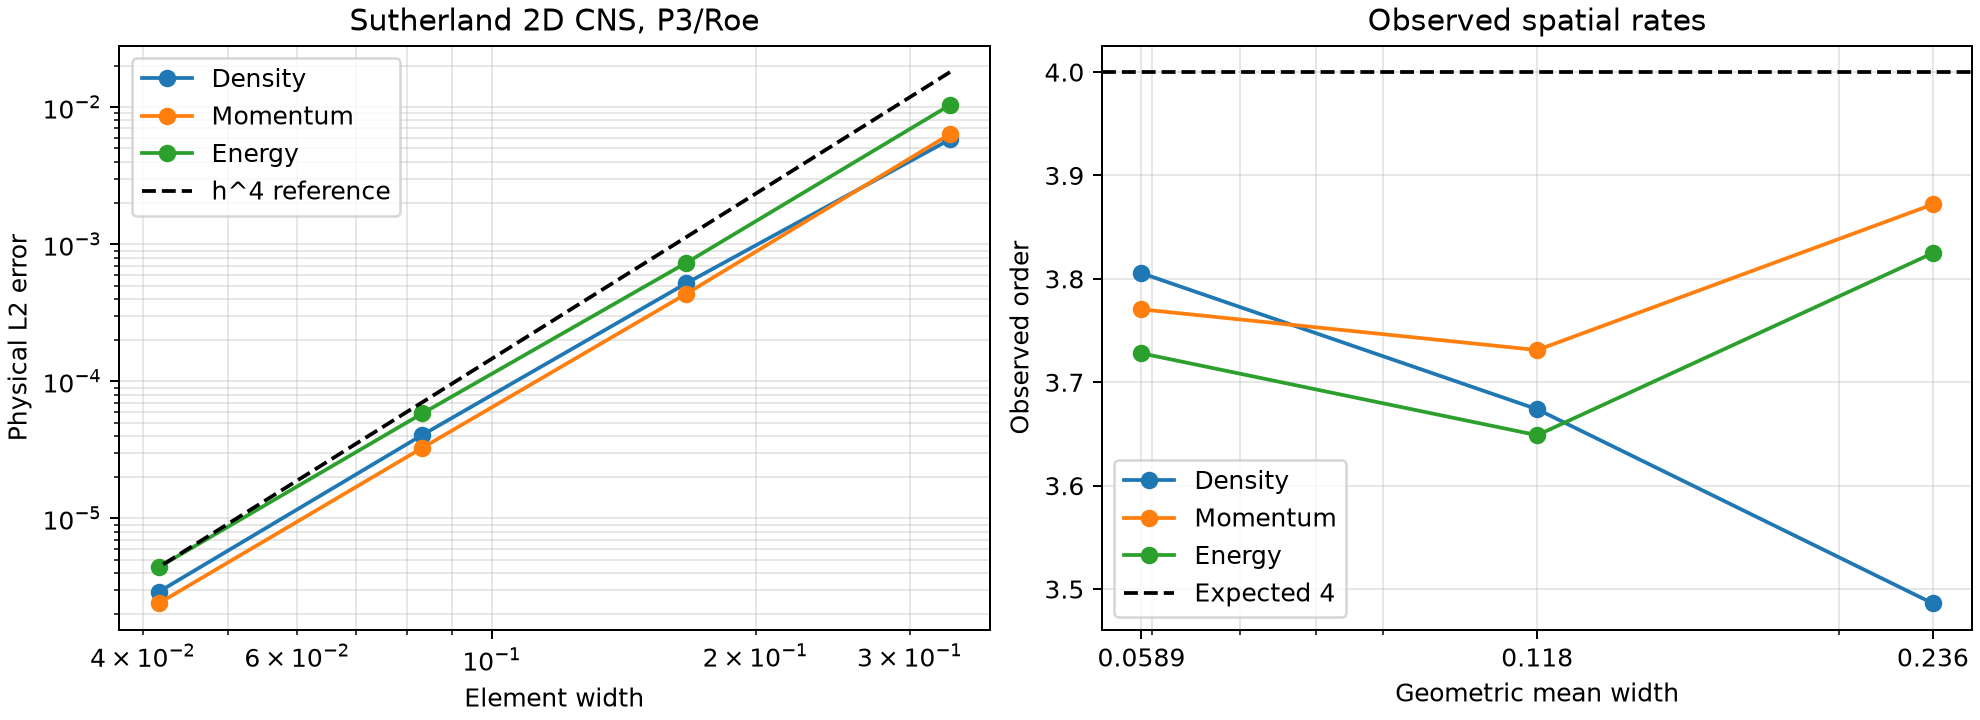 Sutherland 2D CNS, P3/Roe
Density
Momentum
Energy
h^4 reference
Physical L2 error
10⁻²
10⁻³
10⁻⁴
10⁻⁵
4 × 10⁻²
6 × 10⁻²
10⁻¹
2 × 10⁻¹
3 × 10⁻¹
Element width
Observed spatial rates
Observed order
4.0
3.9
3.8
3.7
3.6
3.5
Density
Momentum
Energy
Expected 4
0.0589
0.118
0.236
Geometric mean width